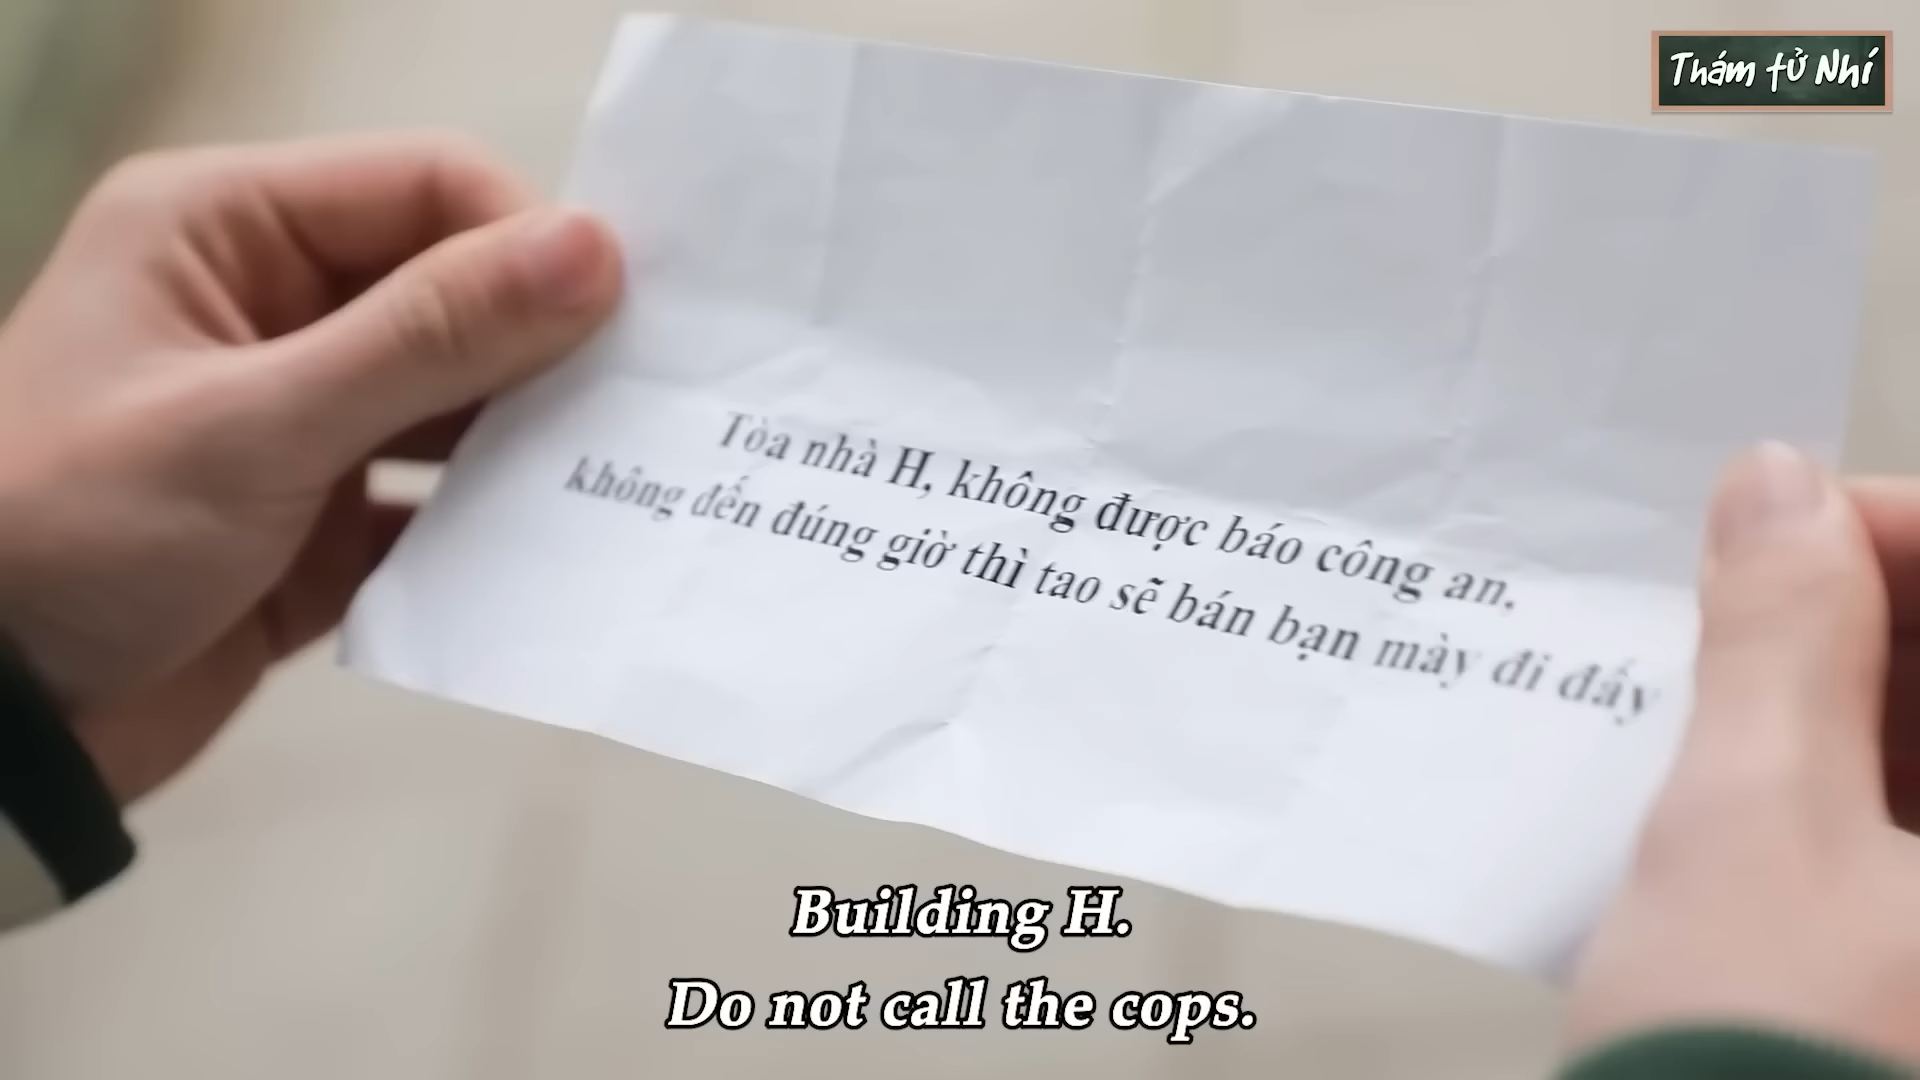 Thám tử Nhí
Tòa nhà H, không được báo công an.
không đến đúng giờ thì tao sẽ bán bạn mày đi đấy
Building H.
Do not call the cops.